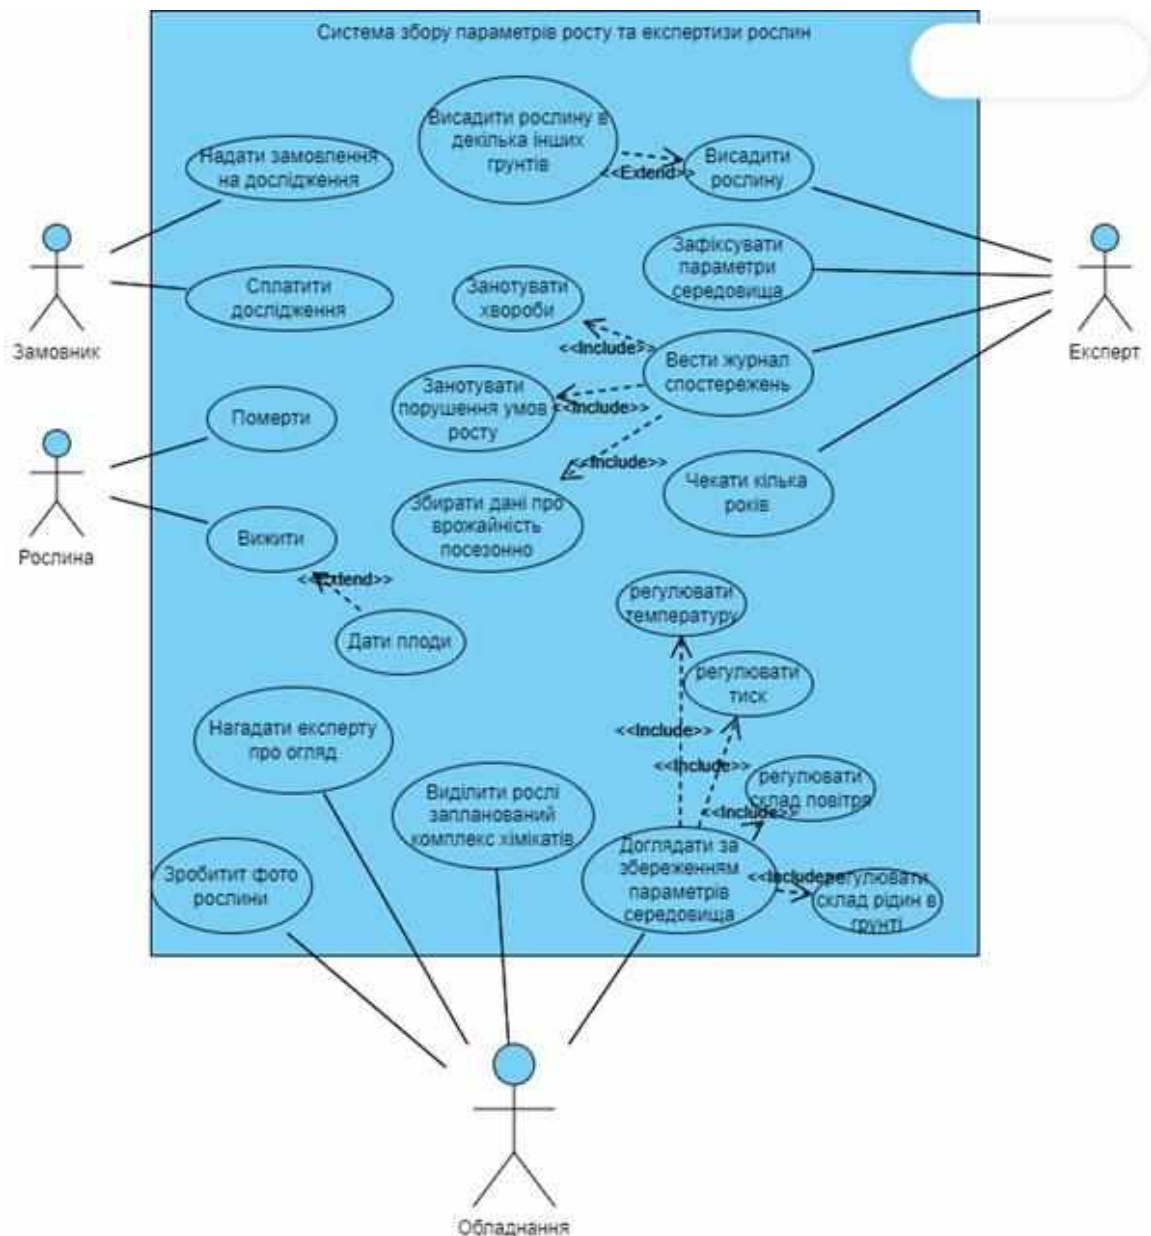 Система збору параметрів росту та експертизи рослин
Висадити рослину в
декілька інших
грунтів
<<Extend>>
Висадити
рослину
Надати замовлення
на дослідження
Зафіксувати
параметри
середовища
Сплатити
дослідження
Занотувати
хвороби
<<Include>>
Вести журнал
спостережень
Замовник
Експерт
Занотувати
порушення умов
росту
<<Include>>
Померти
<<Include>>
Чекати кілька
років
Збирати дані про
врожайність
посезонно
Вижити
Рослина
<<Extend>>
Дати плоди
регулювати
температуру
регулювати
тиск
Нагадати експерту
про огляд
<<Include>>
<<Include>>
регулювати
склад повітря
<<Include>>
Виділити рослі
запланований
комплекс хімікатів
Доглядати за
збереженням
параметрів
середовища
<<Include>>
регулювати
склад рідин в
грунті
Зробитит фото
рослини
Обладнання